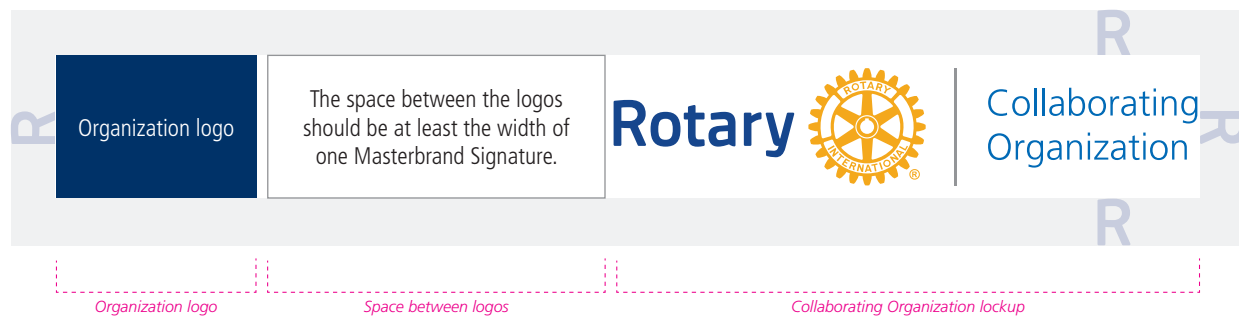 R
R
Organization logo
The space between the logos
should be at least the width of
one Masterbrand Signature.
Rotary
ROTARY
INTERNATIONAL
®
Collaborating
Organization
R
R
Organization logo
Space between logos
Collaborating Organization lockup